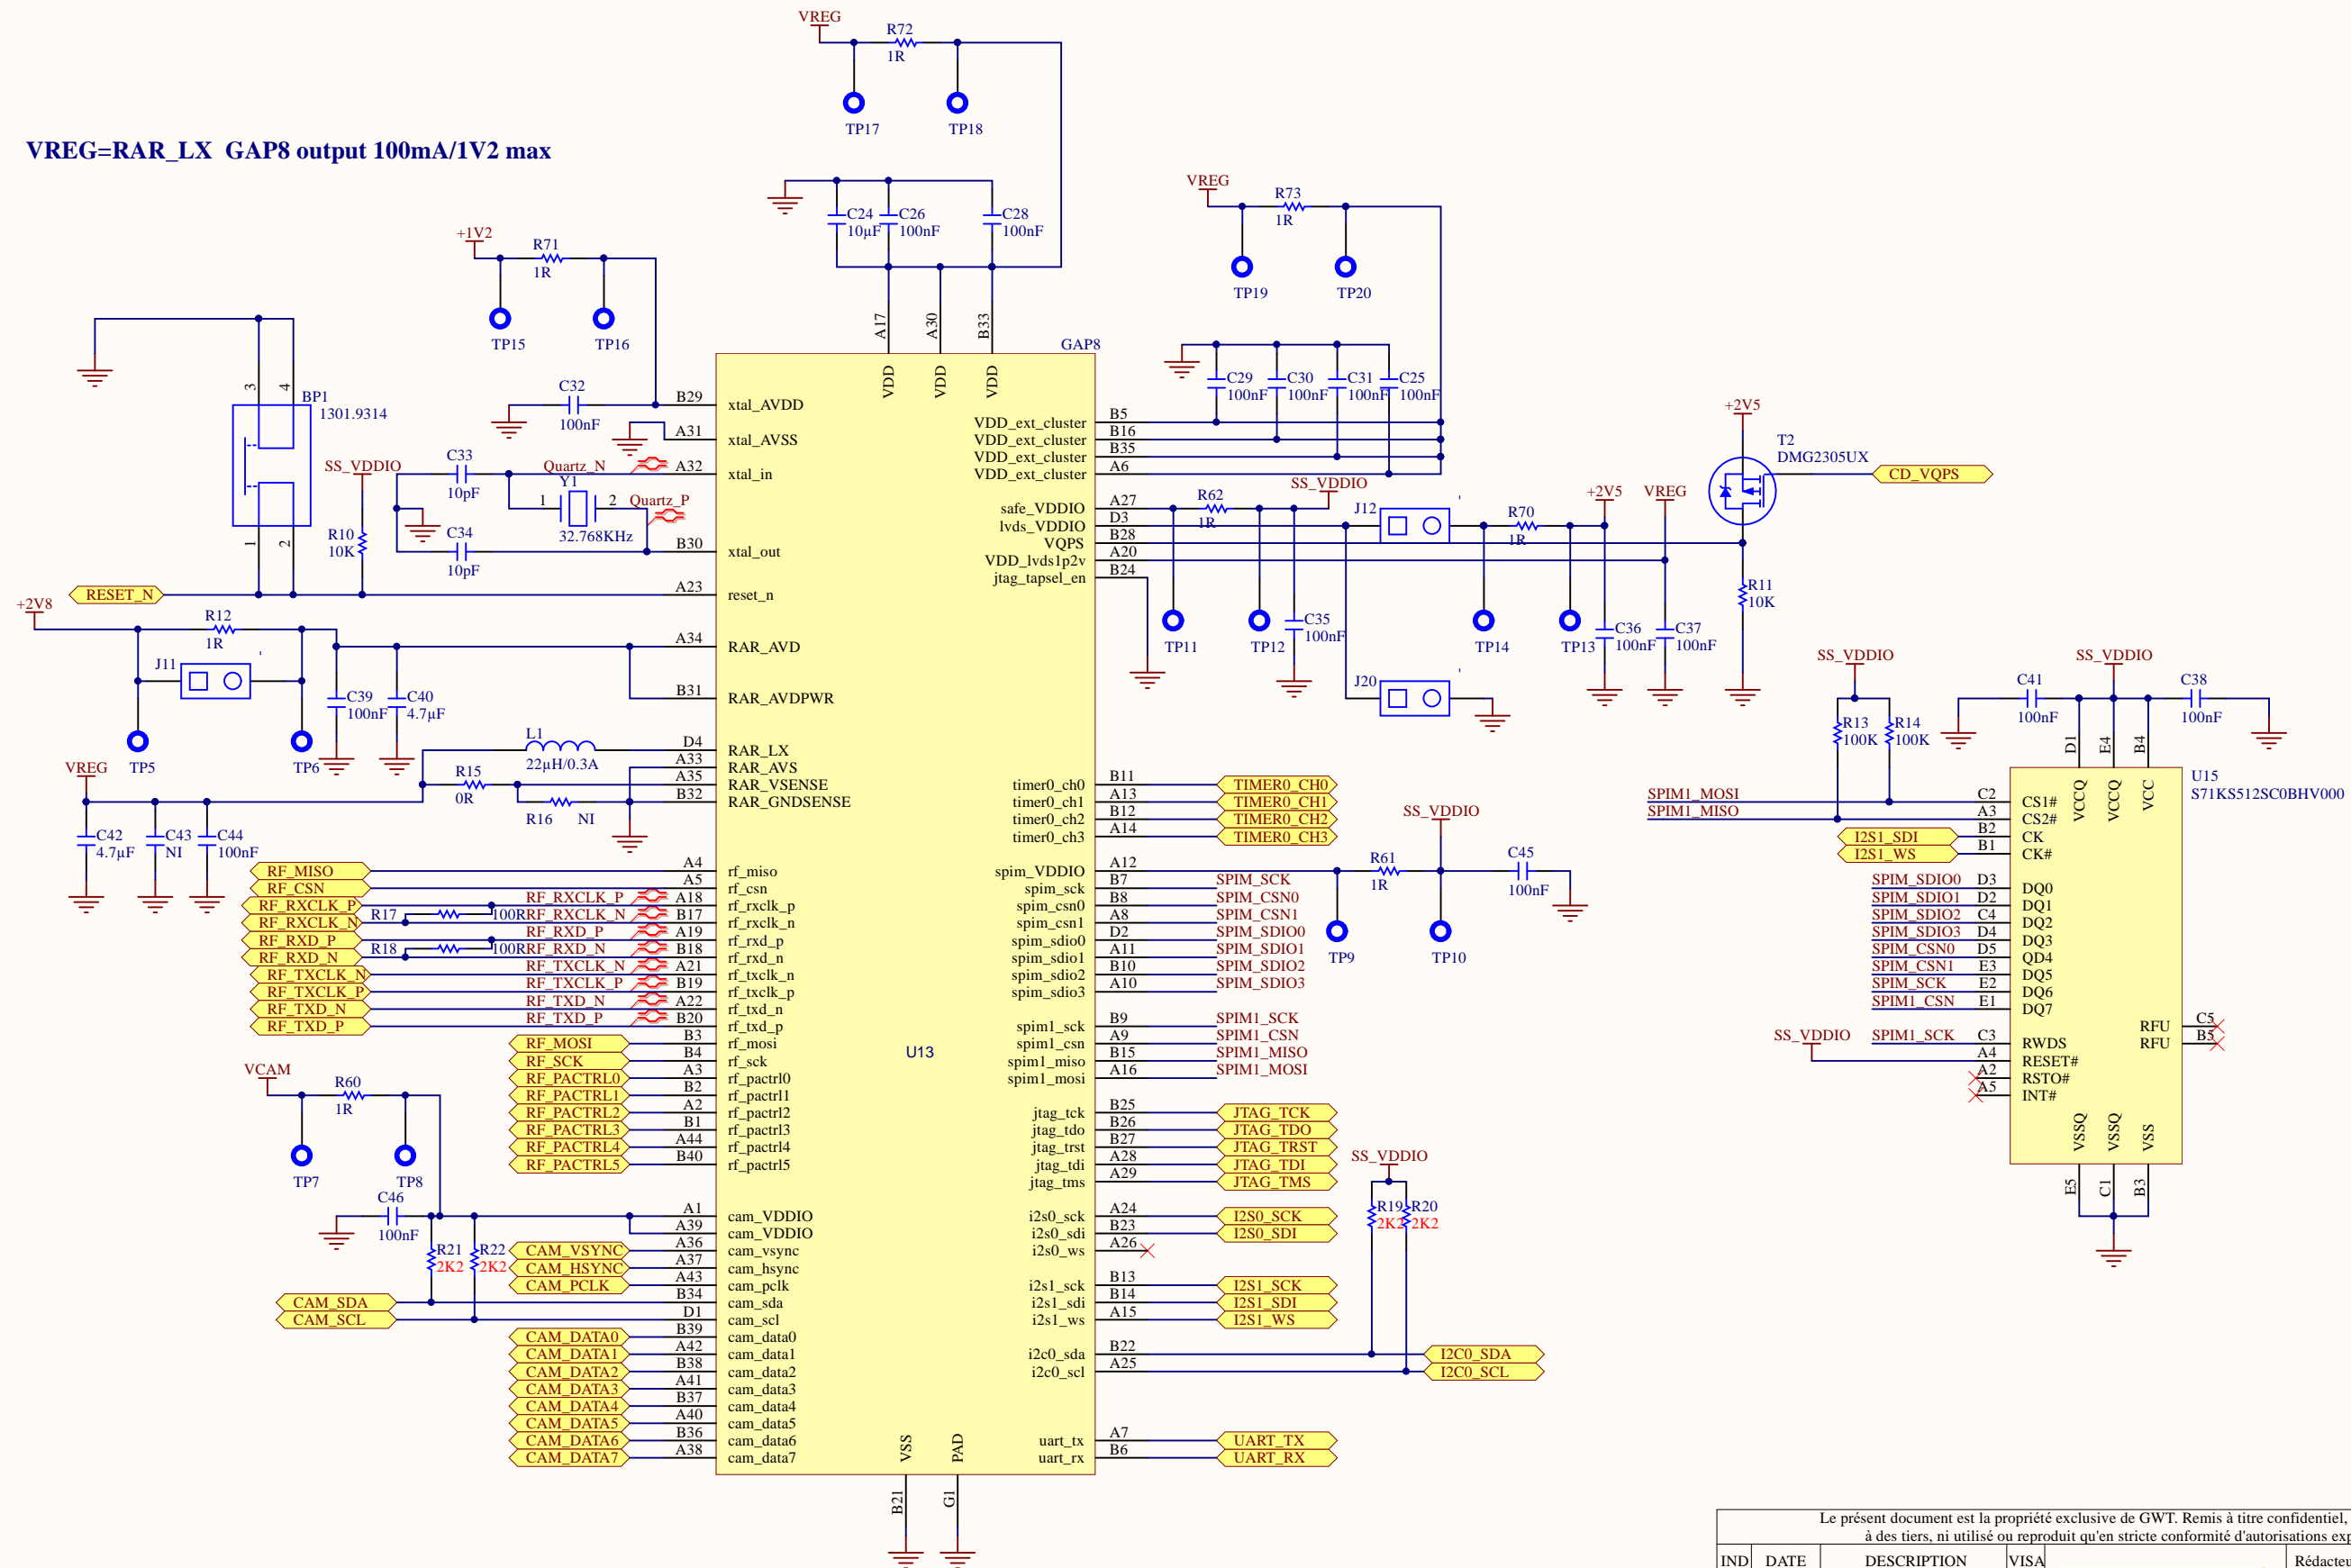 VREG
R72
1R
TP17
TP18
VREG=RAR_LX GAP8 output 100mA/1V2 max
C24
10µF
C26
100nF
C28
100nF
VREG
R73
1R
TP19
TP20
+1V2
R71
1R
TP15
TP16
A17
A30
B33
GAP8
VDD
VDD
VDD
3
4
BP1
1301.9314
1
2
C32
100nF
C29
100nF
C30
100nF
C31
100nF
C25
100nF
B29 xtal_AVDD
A31 xtal_AVSS
A32 xtal_in
B30 xtal_out
A23 reset_n
SS_VDDIO
R10
10K
C33
10pF
Quartz_N
Y1
1
2
Quartz_P
32.768KHz
C34
10pF
RESET_N
VDD_ext_cluster B5
VDD_ext_cluster B16
VDD_ext_cluster B35
VDD_ext_cluster A6
safe_VDDIO A27
lvds_VDDIO D3
VQPS B28
VDD_lvds1p2v A20
jtag_tapsel_en B24
R62
1R
SS_VDDIO
J12
'
R70
1R
+2V5
VREG
+2V5
T2
DMG2305UX
CD_VQPS
R11
10K
TP11
TP12
C35
100nF
TP14
TP13
C36
100nF
C37
100nF
J20
'
+2V8
R12
1R
J11
'
TP5
TP6
C39
100nF
C40
4.7µF
A34 RAR_AVD
B31 RAR_AVDPWR
D4 RAR_LX
A33 RAR_AVS
A35 RAR_VSENSE
B32 RAR_GNDSENSE
L1
22µH/0.3A
R15
0R
R16 NI
VREG
C42
4.7µF
C43
NI
C44
100nF
timer0_ch0 B11 TIMER0_CH0
timer0_ch1 A13 TIMER0_CH1
timer0_ch2 B12 TIMER0_CH2
timer0_ch3 A14 TIMER0_CH3
SS_VDDIO
R61
1R
C45
100nF
TP9
TP10
RF_MISO A4 rf_miso
RF_CSN A5 rf_csn
RF_RXCLK_P RF_RXCLK_P A18 rf_rxclk_p
RF_RXCLK_N R17 100R RF_RXCLK_N B17 rf_rxclk_n
RF_RXD_P RF_RXD_P A19 rf_rxd_p
RF_RXD_N R18 100R RF_RXD_N B18 rf_rxd_n
RF_TXCLK_N RF_TXCLK_N A21 rf_txclk_n
RF_TXCLK_P RF_TXCLK_P B19 rf_txclk_p
RF_TXD_N RF_TXD_N A22 rf_txd_n
RF_TXD_P RF_TXD_P B20 rf_txd_p
RF_MOSI B3 rf_mosi
RF_SCK B4 rf_sck
RF_PACTRL0 A3 rf_pactrl0
RF_PACTRL1 B2 rf_pactrl1
RF_PACTRL2 A2 rf_pactrl2
RF_PACTRL3 B1 rf_pactrl3
RF_PACTRL4 A44 rf_pactrl4
RF_PACTRL5 B40 rf_pactrl5
U13
spim_VDDIO A12
spim_sck B7 SPIM_SCK
spim_csn0 B8 SPIM_CSN0
spim_csn1 A8 SPIM_CSN1
spim_sdio0 D2 SPIM_SDIO0
spim_sdio1 A11 SPIM_SDIO1
spim_sdio2 B10 SPIM_SDIO2
spim_sdio3 A10 SPIM_SDIO3
spim1_sck B9 SPIM1_SCK
spim1_csn A9 SPIM1_CSN
spim1_miso B15 SPIM1_MISO
spim1_mosi A16 SPIM1_MOSI
jtag_tck B25 JTAG_TCK
jtag_tdo B26 JTAG_TDO
jtag_trst B27 JTAG_TRST
jtag_tdi A28 JTAG_TDI
jtag_tms A29 JTAG_TMS
i2s0_sck A24 I2S0_SCK
i2s0_sdi B23 I2S0_SDI
i2s0_ws A26
i2s1_sck B13 I2S1_SCK
i2s1_sdi B14 I2S1_SDI
i2s1_ws A15 I2S1_WS
i2c0_sda B22 I2C0_SDA
i2c0_scl A25 I2C0_SCL
uart_tx A7 UART_TX
uart_rx B6 UART_RX
SS_VDDIO
R19
2K2
R20
2K2
VCAM
R60
1R
TP7
TP8
C46
100nF
R21
2K2
R22
2K2
A1 cam_VDDIO
A39 cam_VDDIO
CAM_VSYNC A36 cam_vsync
CAM_HSYNC A37 cam_hsync
CAM_PCLK A43 cam_pclk
CAM_SDA B34 cam_sda
CAM_SCL D1 cam_scl
CAM_DATA0 B39 cam_data0
CAM_DATA1 A42 cam_data1
CAM_DATA2 B38 cam_data2
CAM_DATA3 A41 cam_data3
CAM_DATA4 B37 cam_data4
CAM_DATA5 A40 cam_data5
CAM_DATA6 B36 cam_data6
CAM_DATA7 A38 cam_data7
VSS
PAD
B21
G1
SS_VDDIO
SS_VDDIO
R13
100K
R14
100K
C41
100nF
C38
100nF
D1
E4
B4
VCCQ
VCCQ
VCC
U15
S71KS512SC0BHV000
SPIM1_MOSI C2 CS1#
SPIM1_MISO A3 CS2#
I2S1_SDI B2 CK
I2S1_WS B1 CK#
SPIM_SDIO0 D3 DQ0
SPIM_SDIO1 D2 DQ1
SPIM_SDIO2 C4 DQ2
SPIM_SDIO3 D4 DQ3
SPIM_CSN0 D5 QD4
SPIM_CSN1 E3 DQ5
SPIM_SCK E2 DQ6
SPIM1_CSN E1 DQ7
RFU C5
RFU B5
SS_VDDIO
SPIM1_SCK C3 RWDS
A4 RESET#
A2 RSTO#
A5 INT#
VSSQ
VSSQ
VSS
E5
C1
B3
Le présent document est la propriété exclusive de GWT. Remis à titre confidentiel,
à des tiers, ni utilisé ou reproduit qu'en stricte conformité d'autorisations exp
IND DATE DESCRIPTION VISA Rédacteu